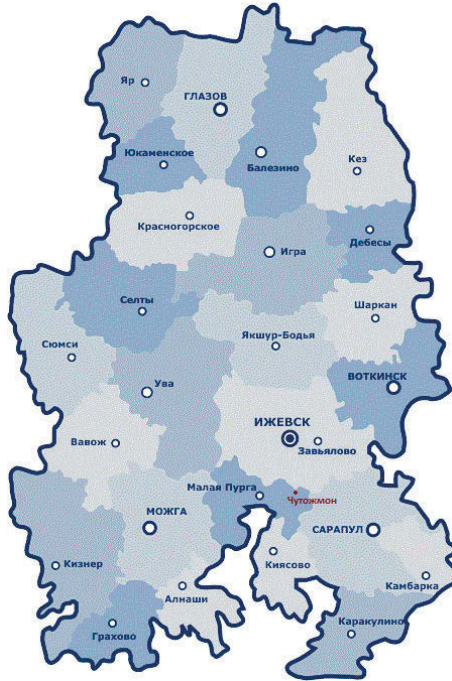 Яр
ГЛАЗОВ
Юкаменское
Балезино
Кез
Красногорское
Дебесы
Игра
Селты
Шаркан
Якшур-Бодья
Сюмси
Ува
ВОТКИНСК
ИЖЕВСК
Вавож
Завьялово
Малая Пурга
Чутожмон
МОЖГА
САРАПУЛ
Кизнер
Киясово
Алнаши
Камбарка
Грахово
Каракулино